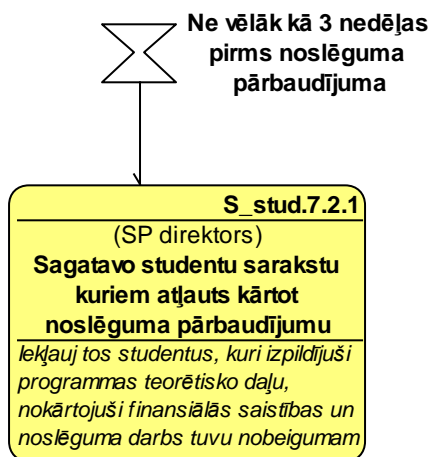 Ne vēlāk kā 3 nedēļas
pirms noslēguma
pārbaudījuma
S_stud.7.2.1
(SP direktors)
Sagatavo studentu sarakstu
kuriem atļauts kārtot
noslēguma pārbaudījumu
Iekļauj tos studentus, kuri izpildījuši
programmas teorētisko daļu,
nokārtojuši finansiālās saistības un
noslēguma darbs tuvu nobeigumam